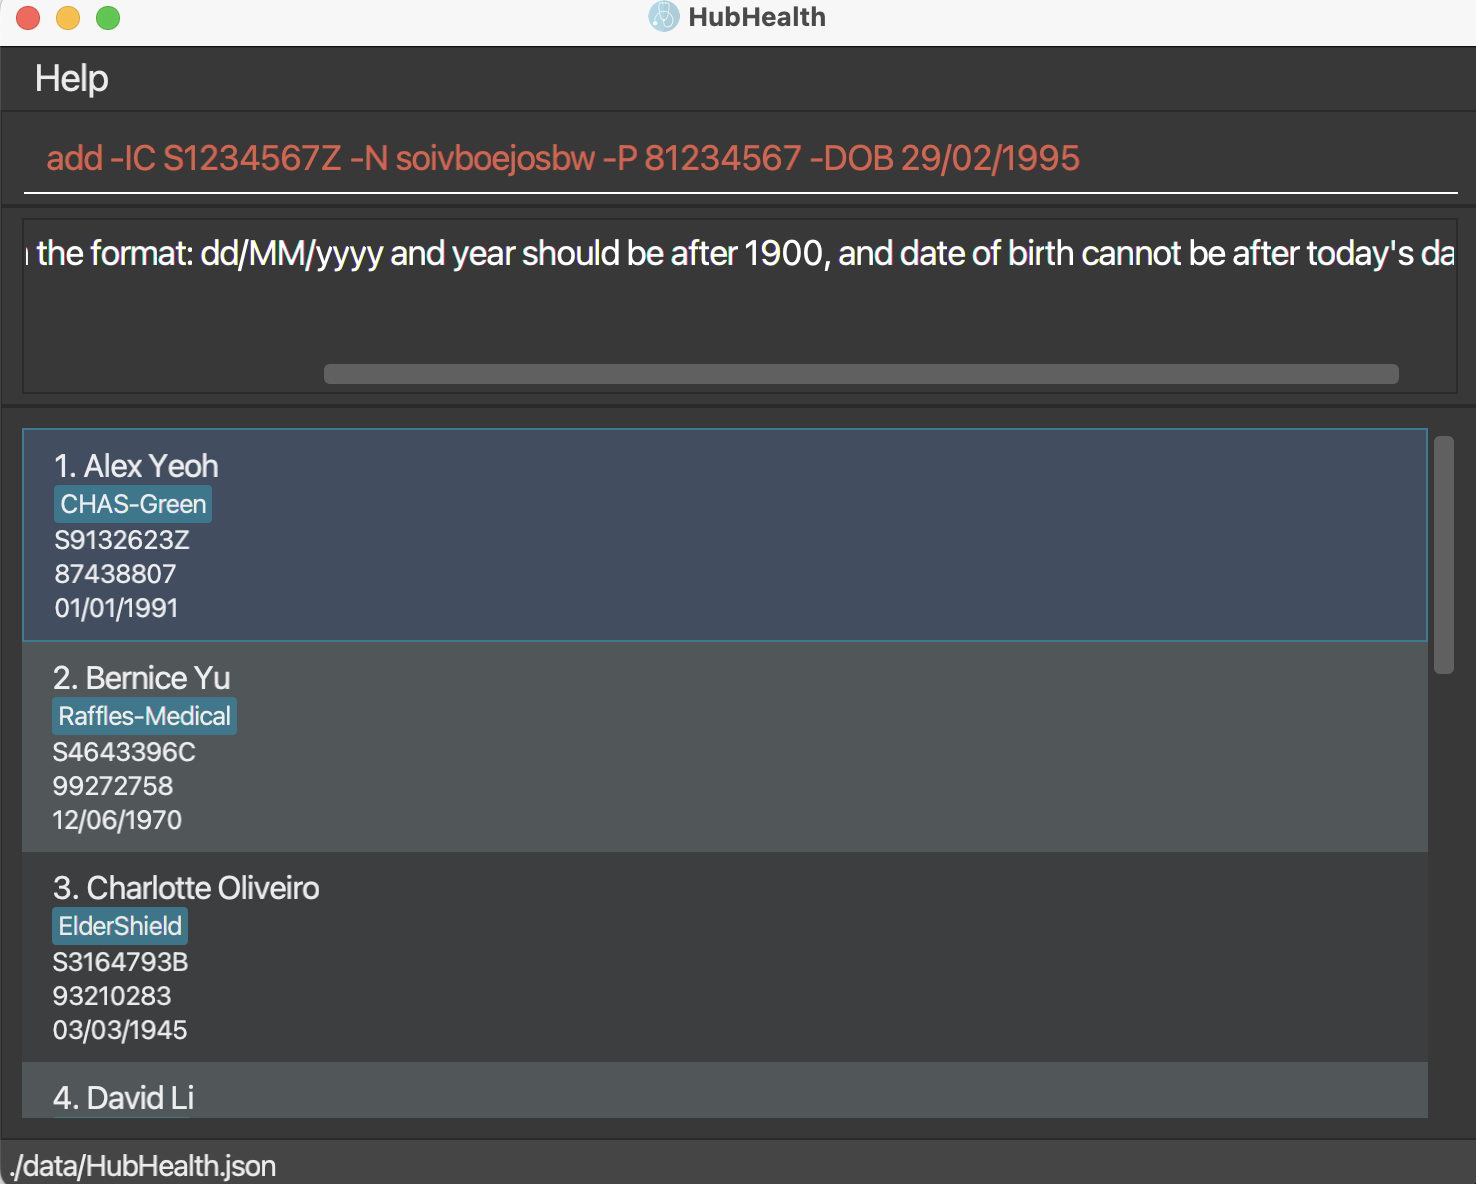 HubHealth
Help
add -IC S1234567Z -N soivboejosbw -P 81234567 -DOB 29/02/1995
the format: dd/MM/yyyy and year should be after 1900, and date of birth cannot be after today's da
1. Alex Yeoh
CHAS-Green
S9132623Z
87438807
01/01/1991
2. Bernice Yu
Raffles-Medical
S4643396C
99272758
12/06/1970
3. Charlotte Oliveiro
ElderShield
S3164793B
93210283
03/03/1945
4. David Li
./data/HubHealth.json